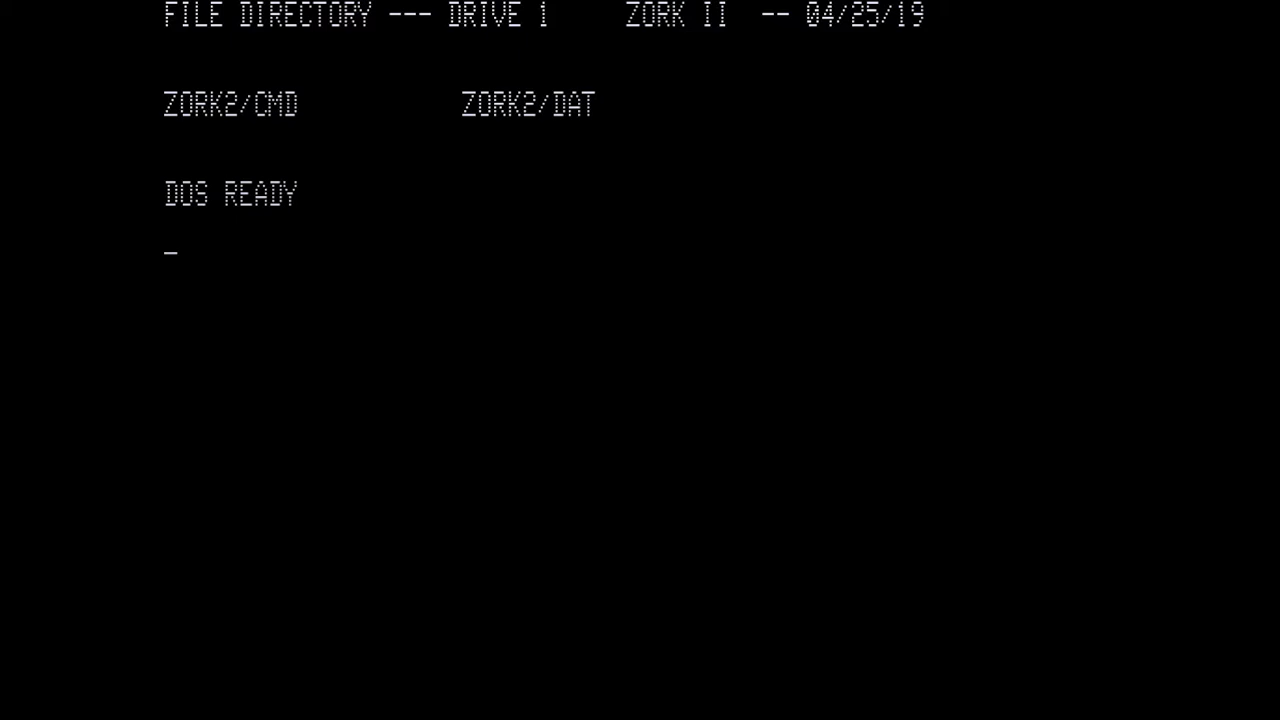 FILE DIRECTORY --- DRIVE 1 ZORK II -- 04/25/19
ZORK2/CMD ZORK2/DAT
DOS READY
_